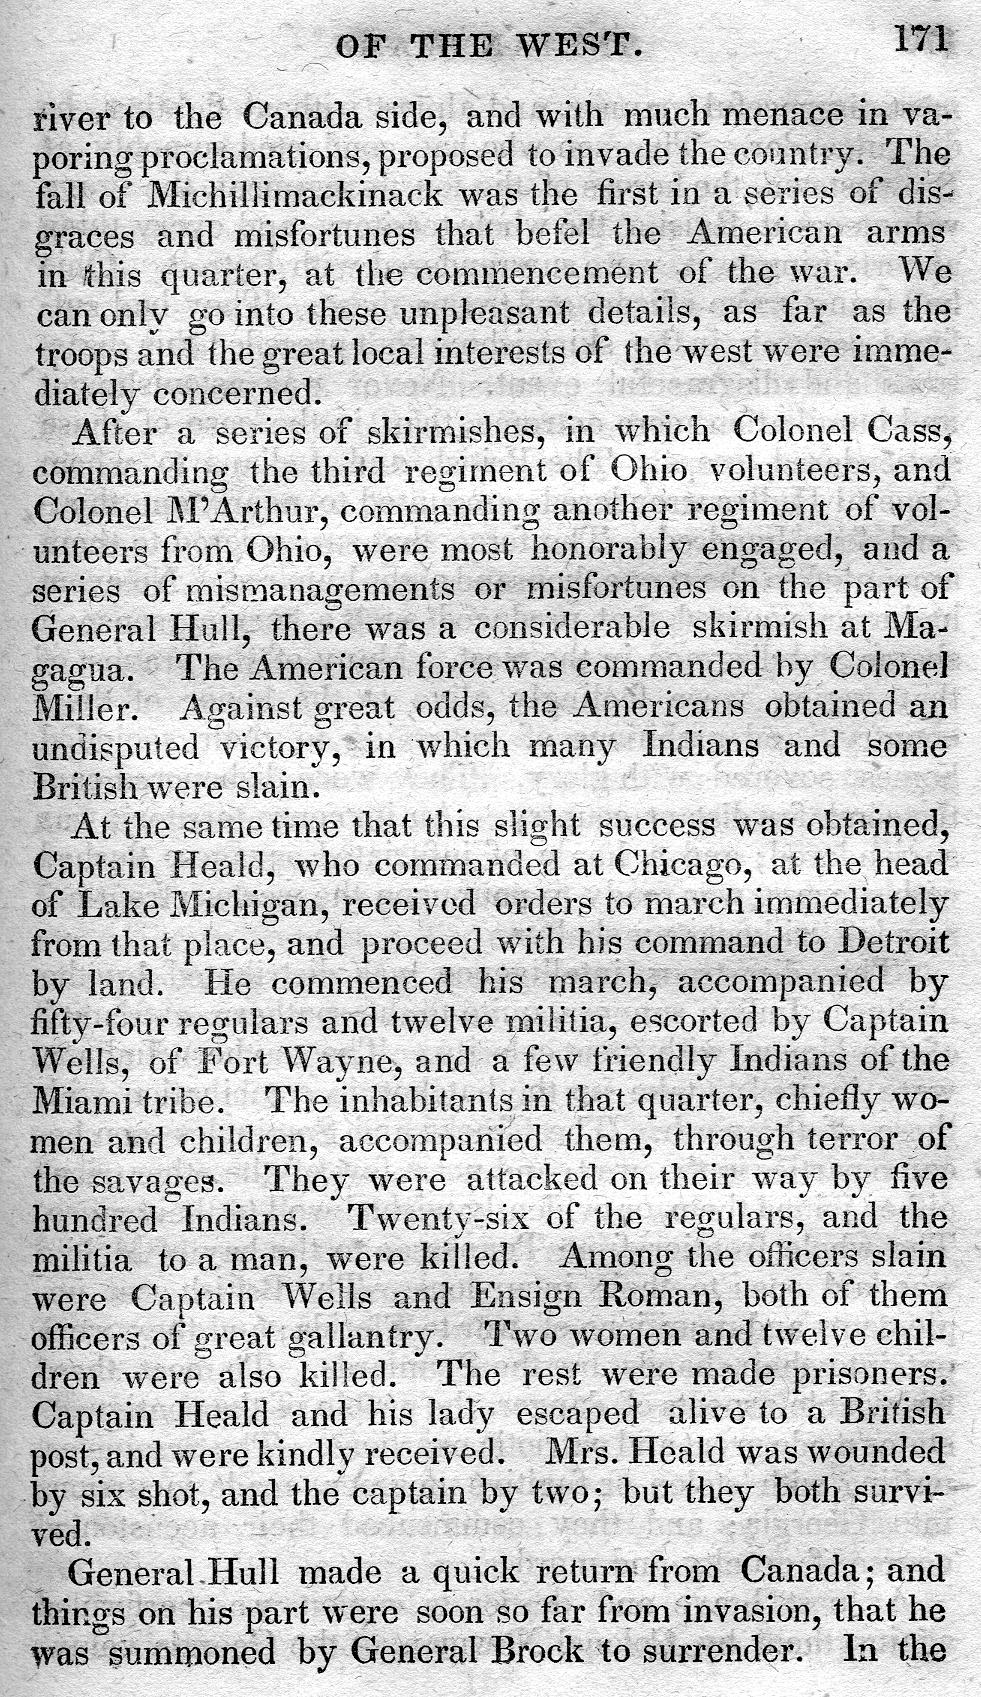 OF THE WEST. 171
river to the Canada side, and with much menace in va-
poring proclamations, proposed to invade the country. The
fall of Michillimackinack was the first in a series of dis-
graces and misfortunes that befel the American arms
in this quarter, at the commencement of the war. We
can only go into these unpleasant details, as far as the
troops and the great local interests of the west were imme-
diately concerned.
After a series of skirmishes, in which Colonel Cass,
commanding the third regiment of Ohio volunteers, and
Colonel M'Arthur, commanding another regiment of vol-
unteers from Ohio, were most honorably engaged, and a
series of mismanagements or misfortunes on the part of
General Hull, there was a considerable skirmish at Ma-
gagua. The American force was commanded by Colonel
Miller. Against great odds, the Americans obtained an
undisputed victory, in which many Indians and some
British were slain.
At the same time that this slight success was obtained,
Captain Heald, who commanded at Chicago, at the head
of Lake Michigan, received orders to march immediately
from that place, and proceed with his command to Detroit
by land. He commenced his march, accompanied by
fifty-four regulars and twelve militia, escorted by Captain
Wells, of Fort Wayne, and a few friendly Indians of the
Miami tribe. The inhabitants in that quarter, chiefly wo-
men and children, accompanied them, through terror of
the savages. They were attacked on their way by five
hundred Indians. Twenty-six of the regulars, and the
militia to a man, were killed. Among the officers slain
were Captain Wells and Ensign Roman, both of them
officers of great gallantry. Two women and twelve chil-
dren were also killed. The rest were made prisoners.
Captain Heald and his lady escaped alive to a British
post, and were kindly received. Mrs. Heald was wounded
by six shot, and the captain by two; but they both survi-
ved.
General Hull made a quick return from Canada; and
things on his part were soon so far from invasion, that he
was summoned by General Brock to surrender. In the